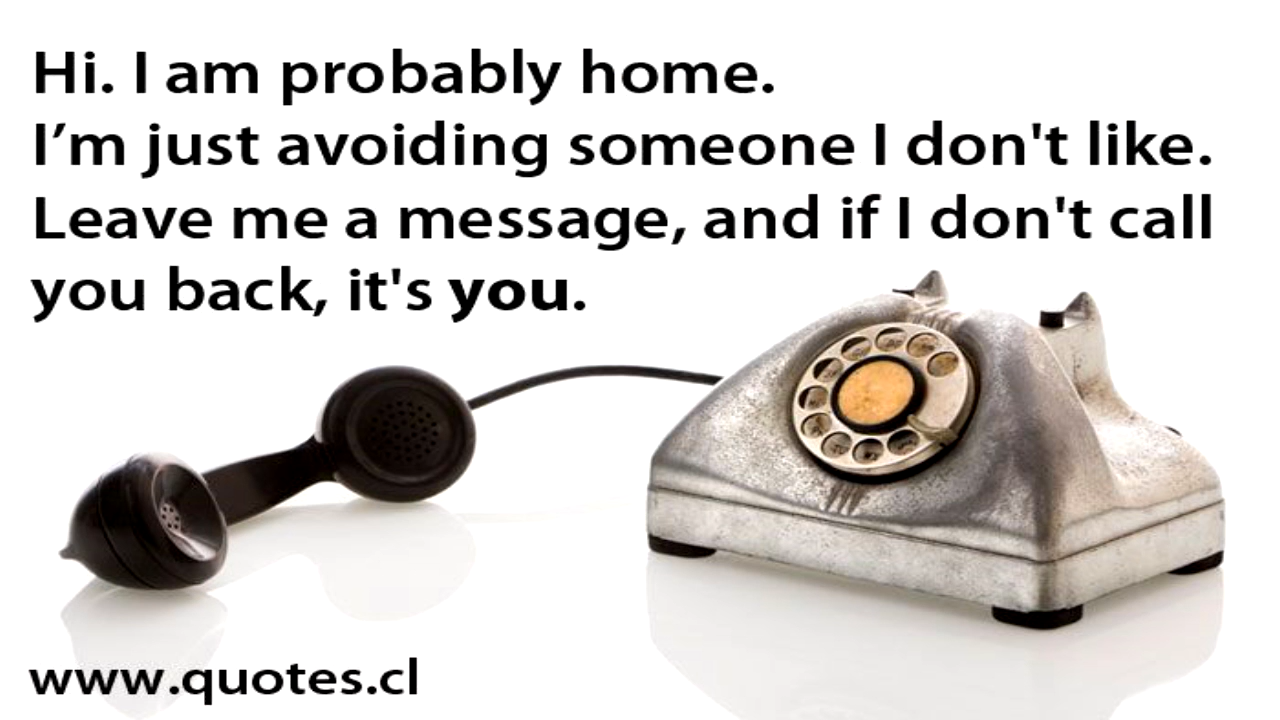 Hi. I am probably home.
I’m just avoiding someone I don't like.
Leave me a message, and if I don't call
you back, it's you.
www.quotes.cl